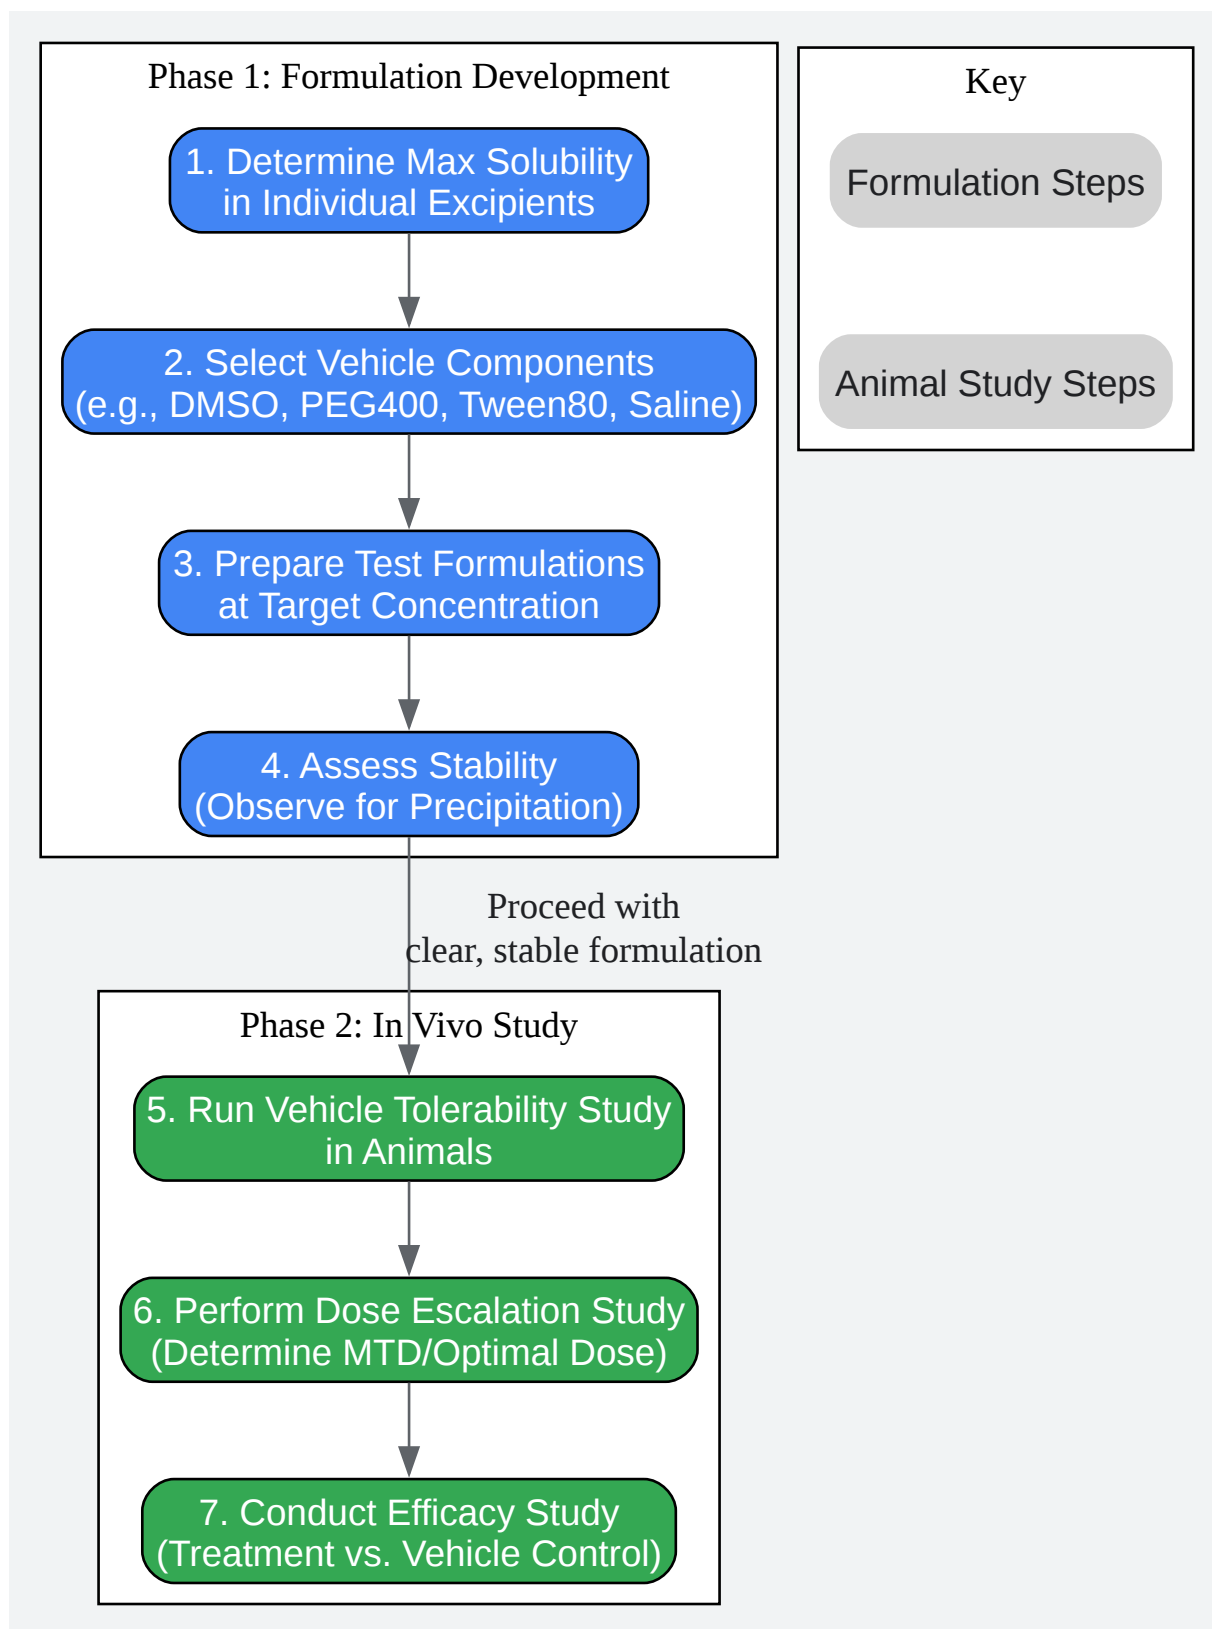 Phase 1: Formulation Development
1. Determine Max Solubility
in Individual Excipients
2. Select Vehicle Components
(e.g., DMSO, PEG400, Tween80, Saline)
3. Prepare Test Formulations
at Target Concentration
4. Assess Stability
(Observe for Precipitation)
Proceed with
clear, stable formulation
Phase 2: In Vivo Study
5. Run Vehicle Tolerability Study
in Animals
6. Perform Dose Escalation Study
(Determine MTD/Optimal Dose)
7. Conduct Efficacy Study
(Treatment vs. Vehicle Control)
Key
Formulation Steps
Animal Study Steps